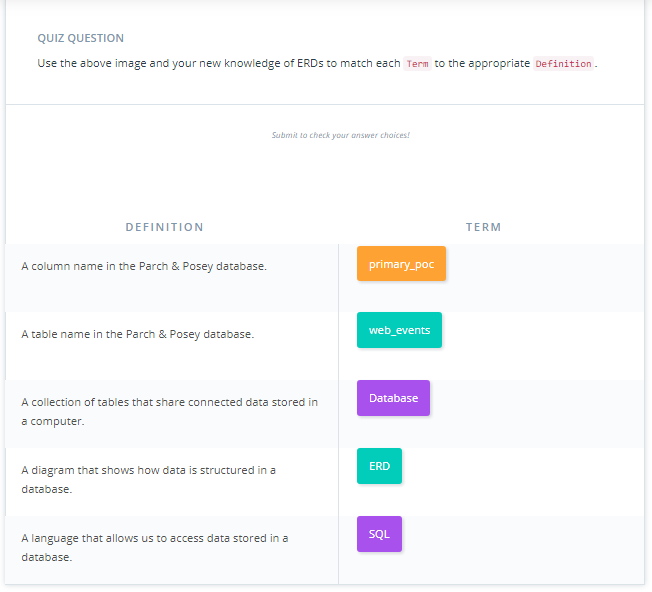 QUIZ QUESTION
Use the above image and your new knowledge of ERDs to match each Term to the appropriate Definition .
Submit to check your answer choices!
DEFINITION TERM
A column name in the Parch & Posey database. primary_poc
A table name in the Parch & Posey database. web_events
A collection of tables that share connected data stored in Database
a computer.
A diagram that shows how data is structured in a ERD
database.
A language that allows us to access data stored in a SQL
database.